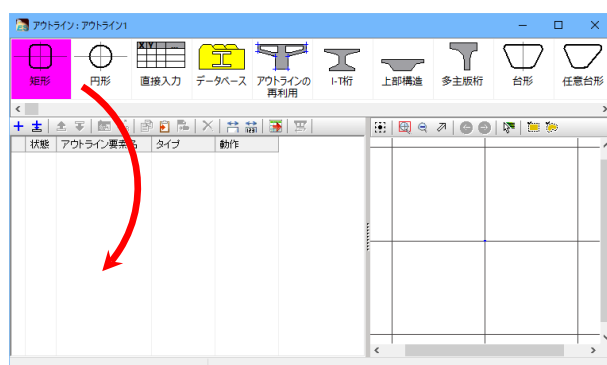 アウトライン : アウトライン1
X Y ...
矩形
円形
直接入力
データベース
アウトラインの
再利用
I-T桁
上部構造
多主版桁
台形
任意台形
状態
アウトライン要素名
タイプ
動作